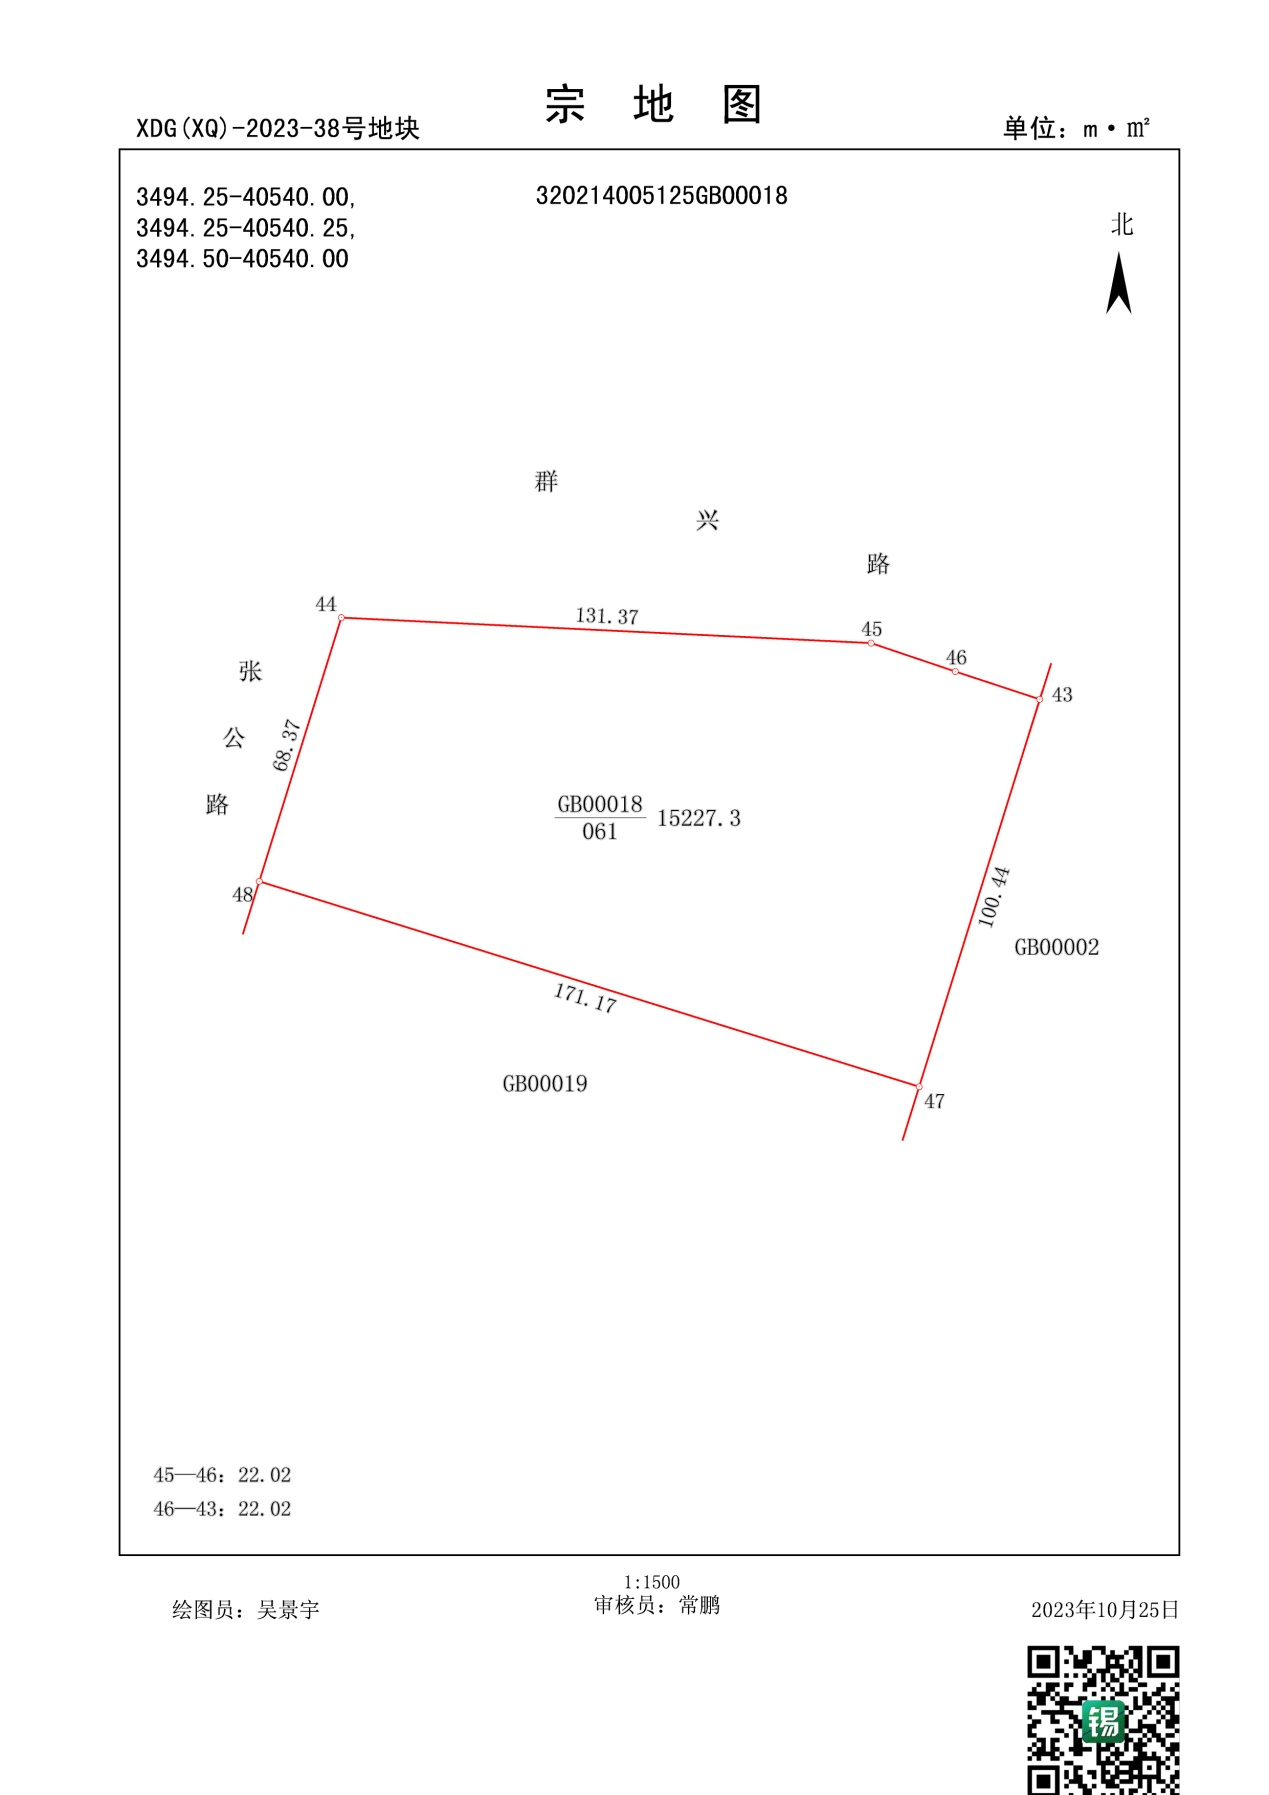 宗 地 图
XDG(XQ)-2023-38号地块
单位：m·㎡
3494.25-40540.00,
3494.25-40540.25,
3494.50-40540.00
320214005125GB00018
北
群
兴
路
44
131.37
45
46
43
张
公
路
68.37
GB00018
061
15227.3
48
100.44
GB00002
171.17
GB00019
47
45—46：22.02
46—43：22.02
1:1500
绘图员：吴景宇
审核员：常鹏
2023年10月25日
锡